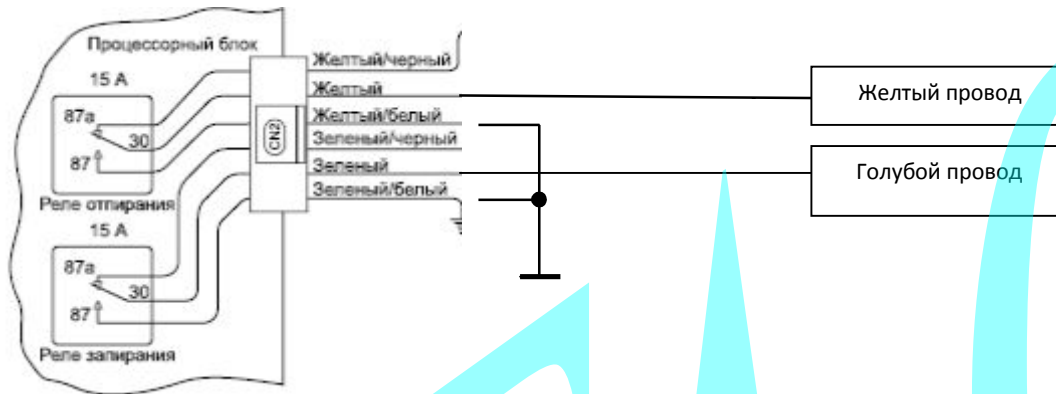 Процессорный блок
15 А
87а
30
87
Реле отпирания
15 А
87а
30
87
Реле запирания
CN2
Желтый/черный
Желтый
Желтый/белый
Зеленый/черный
Зеленый
Зеленый/белый
Желтый провод
Голубой провод